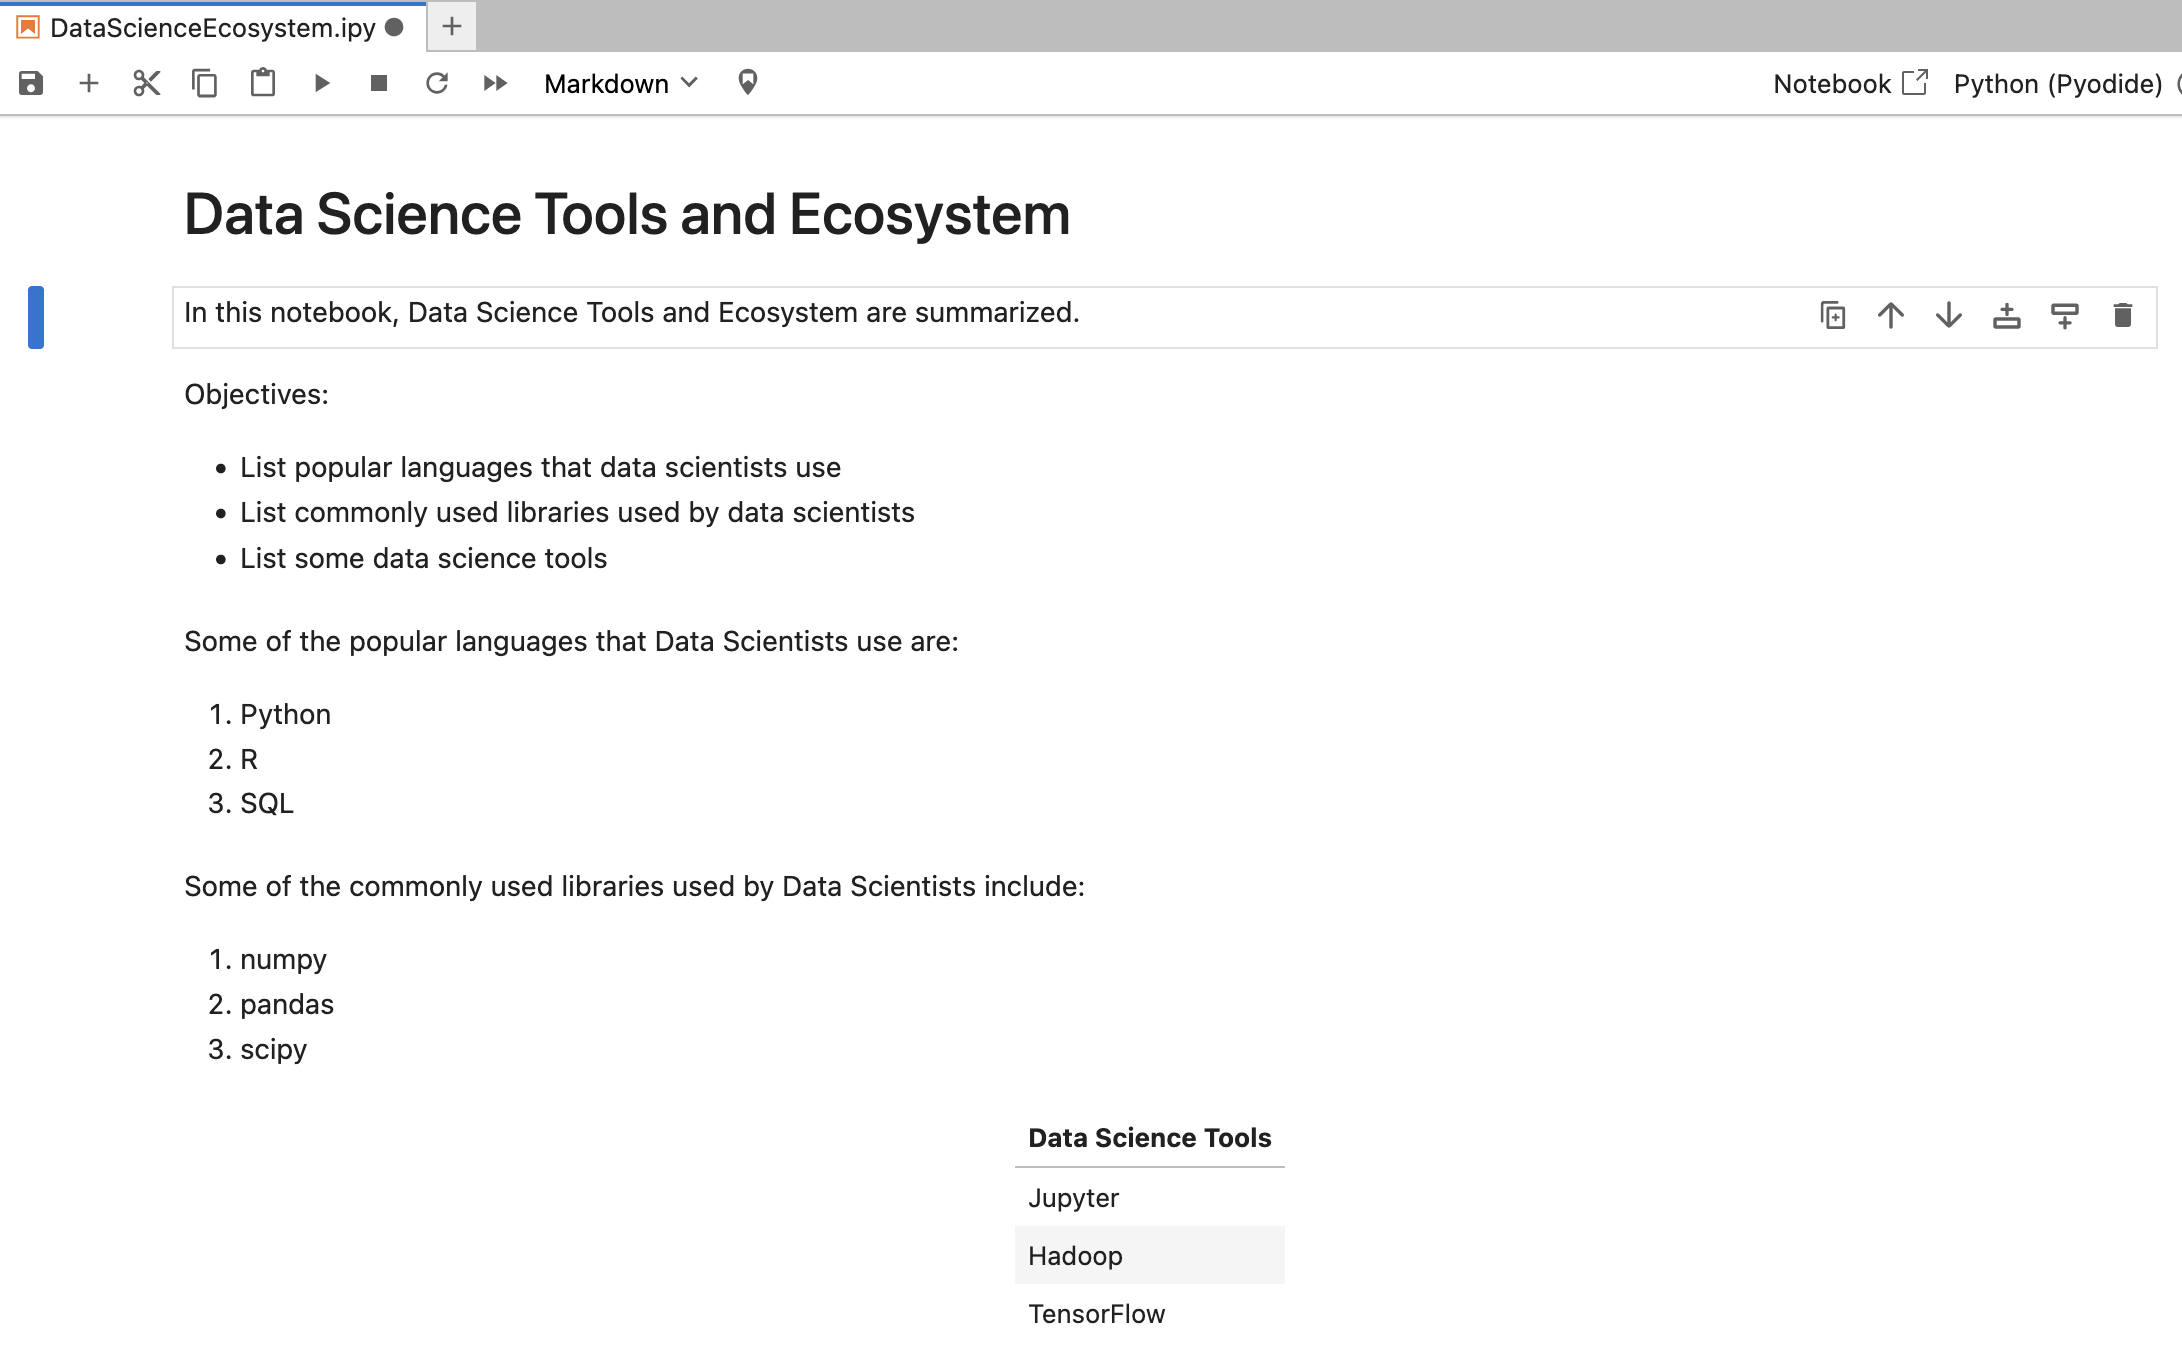 DataScienceEcosystem.ipy
Markdown
Notebook
Python (Pyodide)
Data Science Tools and Ecosystem
In this notebook, Data Science Tools and Ecosystem are summarized.
Objectives:
• List popular languages that data scientists use
• List commonly used libraries used by data scientists
• List some data science tools
Some of the popular languages that Data Scientists use are:
1. Python
2. R
3. SQL
Some of the commonly used libraries used by Data Scientists include:
1. numpy
2. pandas
3. scipy
Data Science Tools
Jupyter
Hadoop
TensorFlow